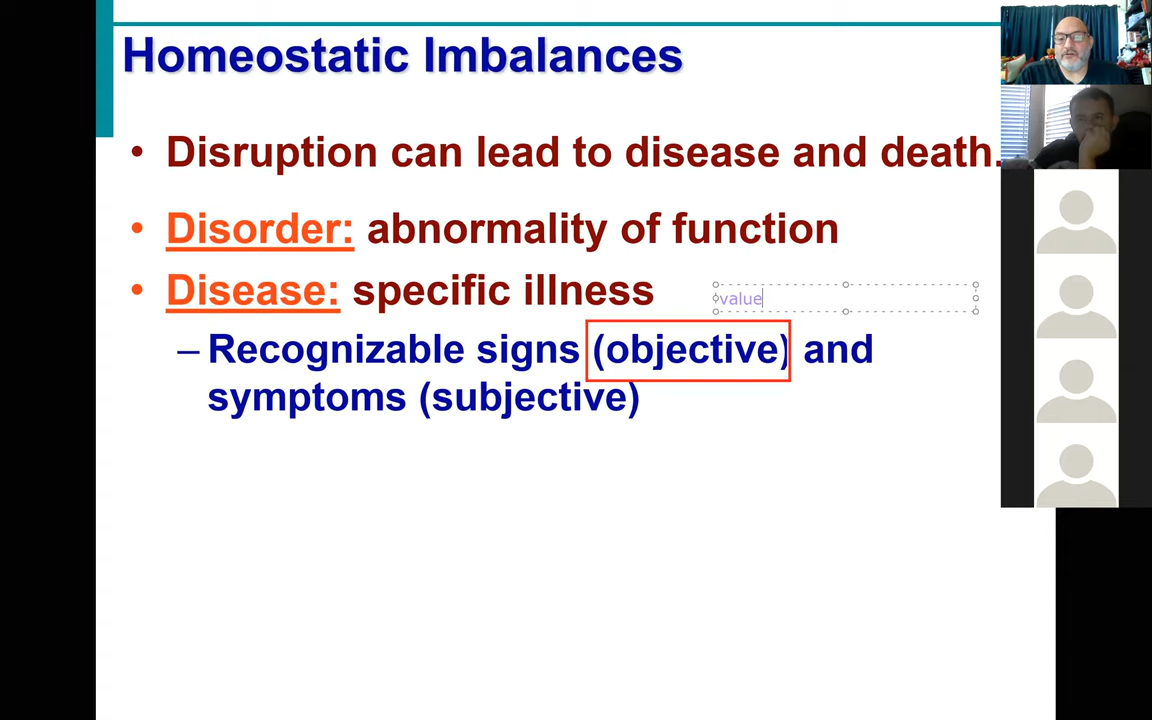 Homeostatic Imbalances
• Disruption can lead to disease and death.
• Disorder: abnormality of function
• Disease: specific illness
value
– Recognizable signs (objective) and
symptoms (subjective)